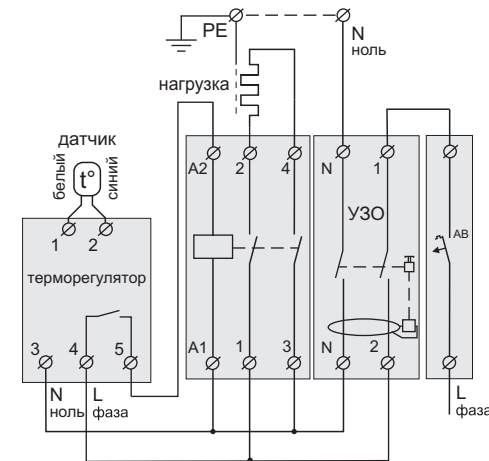 PE
N
ноль
нагрузка
датчик
белый
t°
синий
1 2
терморегулятор
3 4 5
N
ноль
L
фаза
A2 2 4
A1 1 3
N 1
УЗО
N 2
АВ
L
фаза